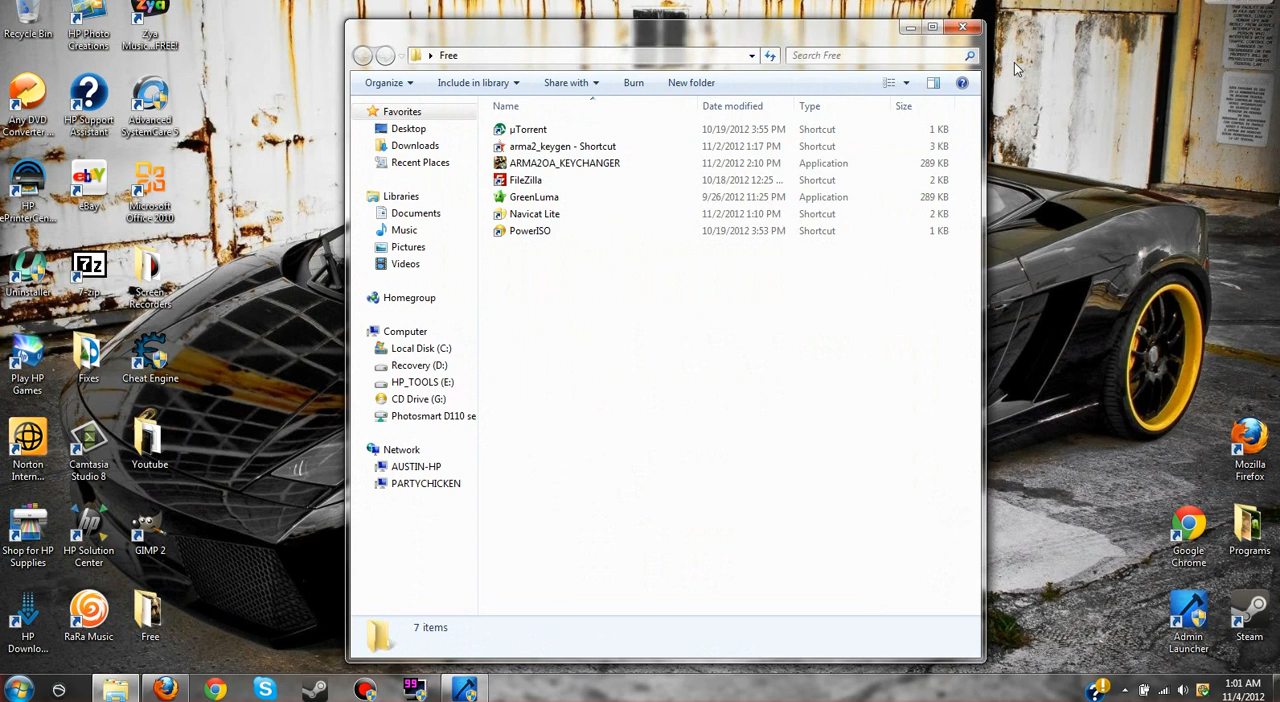 Recycle Bin
HP Photo
Creations
Zya
Music...FREE!
Any DVD
Converter ...
HP Support
Assistant
Advanced
SystemCare 5
HP
ePrinterCen...
eBay
Microsoft
Office 2010
Uninstaller
7-zip
Screen
Recorders
Play HP
Games
Fixes
Cheat Engine
Norton
Intern...
Camtasia
Studio 8
Youtube
Shop for HP
Supplies
HP Solution
Center
GIMP 2
HP
Downlo...
RaRa Music
Free
Free
Search Free
Organize
Include in library
Share with
Burn
New folder
Favorites
Desktop
Downloads
Recent Places
Libraries
Documents
Music
Pictures
Videos
Homegroup
Computer
Local Disk (C:)
Recovery (D:)
HP_TOOLS (E:)
CD Drive (G:)
Photosmart D110 se
Network
AUSTIN-HP
PARTYCHICKEN
Name Date modified Type Size
µTorrent 10/19/2012 3:55 PM Shortcut 1 KB
arma2_keygen - Shortcut 11/2/2012 1:17 PM Shortcut 3 KB
ARMA2OA_KEYCHANGER 11/2/2012 2:10 PM Application 289 KB
FileZilla 10/18/2012 12:25 ... Shortcut 2 KB
GreenLuma 9/26/2012 11:25 PM Application 289 KB
Navicat Lite 11/2/2012 1:10 PM Shortcut 2 KB
PowerISO 10/19/2012 3:53 PM Shortcut 1 KB
7 items
Mozilla
Firefox
Google
Chrome
Programs
Admin
Launcher
Steam
99
1:01 AM
11/4/2012